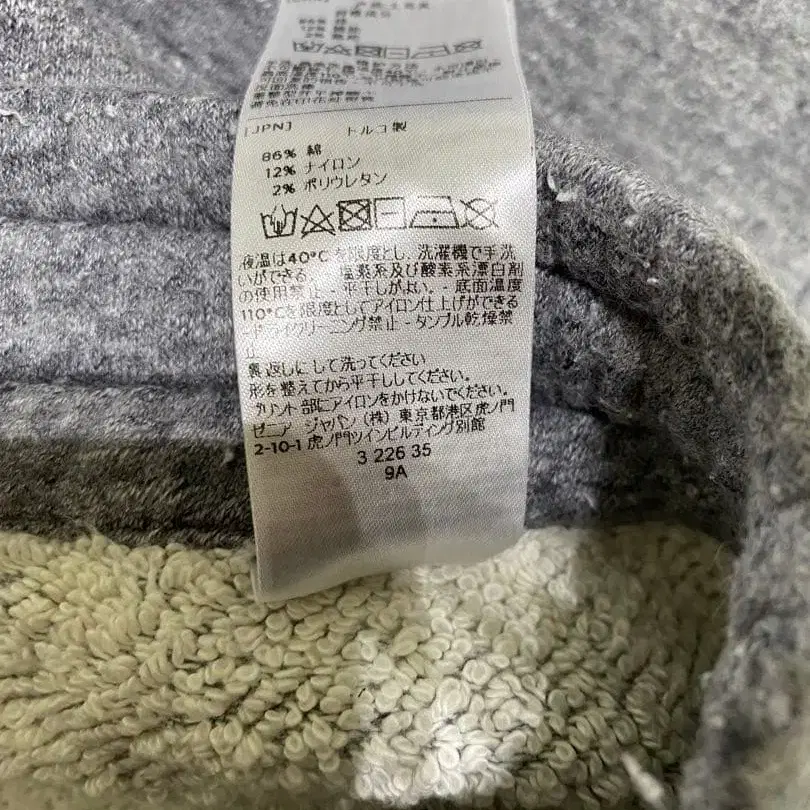 [JPN] トルコ製
86% 綿
12% ナイロン
2% ポリウレタン
液温は40°Cを限度とし、洗濯機で手洗
いができる 塩素系及び酸素系漂白剤
の使用禁止 - 平干しがよい。- 底面温度
110°Cを限度としてアイロン仕上げができる
ドライクリーニング禁止 - タンブル乾燥禁
止
裏返しにして洗ってください
形を整えてから平干ししてください。
プリント部にアイロンをかけないでください。
ゼニア ジャパン(株) 東京都港区虎ノ門
2-10-1 虎ノ門ツインビルディング別館
3 226 35
9A